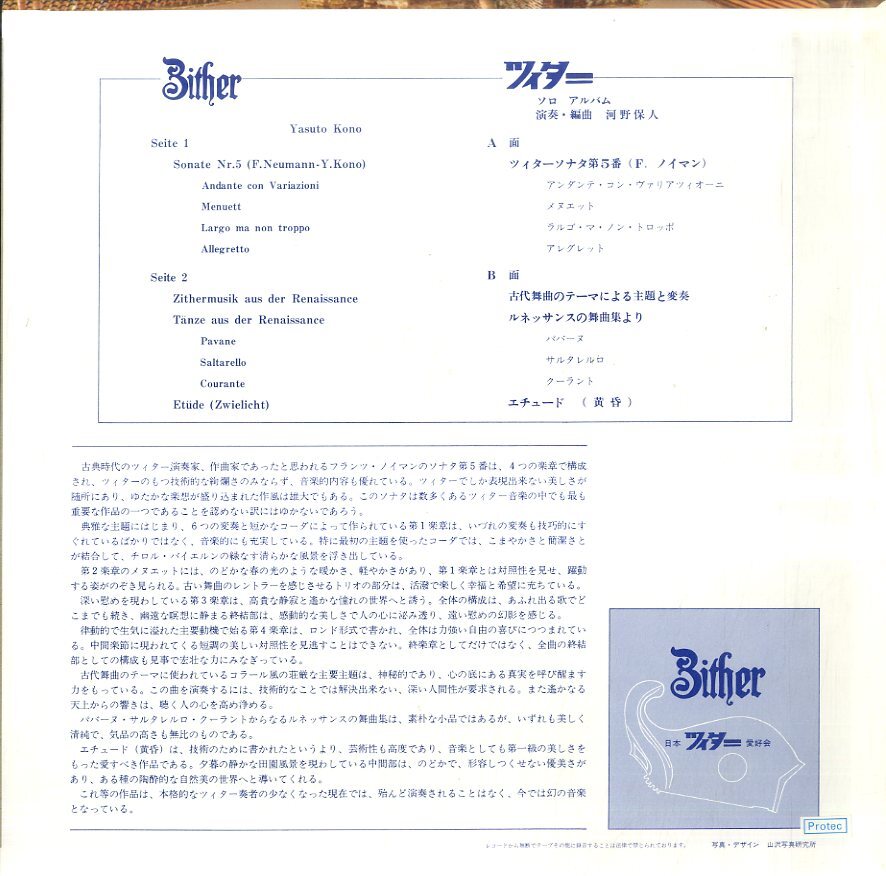 Zither
Yasuto Kono
Seite 1
Sonate Nr.5 (F.Neumann-Y.Kono)
Andante con Variazioni
Menuett
Largo ma non troppo
Allegretto
Seite 2
Zithermusik aus der Renaissance
Tänze aus der Renaissance
Pavane
Saltarello
Courante
Etüde (Zwielicht)
ツィター
ソロ アルバム
演奏・編曲 河野保人
A 面
ツィターソナタ第5番(F. ノイマン)
アンダンテ・コン・ヴァリアツィオーニ
メヌエット
ラルゴ・マ・ノン・トロッポ
アレグレット
B 面
古代舞曲のテーマによる主題と変奏
ルネッサンスの舞曲集より
パバーヌ
サルタレルロ
クーラント
エチュード (黄昏)
古典時代のツィター演奏家、作曲家であったと思われるフランツ・ノイマンのソナタ第5番は、4つの楽章で構成
され、ツィターのもつ技術的な絢爛さのみならず、音楽的内容も優れている。ツィターでしか表現出来ない美しさが
随所にあり、ゆたかな楽想が盛り込まれた作風は雄大でもある。このソナタは数多くあるツィター音楽の中でも最も
重要な作品の一つであることを認めない訳にはゆかないであろう。
典雅な主題にはじまり、6つの変奏と短かなコーダによって作られている第1楽章は、いづれの変奏も技巧的にす
ぐれているばかりではなく、音楽的にも充実している。特に最初の主題を使ったコーダでは、こまやかさと簡潔さと
が結合して、チロル・バイエルンの緑なす清らかな風景を浮き出している。
第2楽章のメヌエットには、のどかな春の光のような暖かさ、軽やかさがあり、第1楽章とは対照性を見せ、躍動
する姿がのぞき見られる。古い舞曲のレントラーを感じさせるトリオの部分は、活潑で楽しく幸福と希望に充ちている。
深い慰めを現わしている第3楽章は、高貴な静寂と遙かな憧れの世界へと誘う。全体の構成は、あふれ出る歌でど
こまでも続き、幽遠な瞑想に静まる終結部は、感動的な美しさで人の心に泌み透り、遠い慰めの幻影を感じる。
律動的で生気に溢れた主要動機で始る第4楽章は、ロンド形式で書かれ、全体は力強い自由の喜びにつつまれてい
る。中間楽節に現われてくる短調の美しい対照性を見逃すことはできない。終楽章としてだけではなく、全曲の終結
部としての構成も見事で宏壮な力にみなぎっている。
古代舞曲のテーマに使われているコラール風の荘厳な主要主題は、神秘的であり、心の底にある真実を呼び醒ます
力をもっている。この曲を演奏するには、技術的なことでは解決出来ない、深い人間性が要求される。また遙かなる
天上からの響きは、聴く人の心を高め浄める。
パバーヌ・サルタレルロ・クーラントからなるルネッサンスの舞曲集は、素朴な小品ではあるが、いずれも美しく
清純で、気品の高さも無比のものである。
エチュード(黄昏)は、技術のために書かれたというより、芸術性も高度であり、音楽としても第一級の美しさを
もった愛すべき作品である。夕暮の静かな田園風景を現わしている中間部は、のどかで、形容しつくせない優美さが
あり、ある種の陶酔的な自然美の世界へと導いてくれる。
これ等の作品は、本格的なツィター奏者の少なくなった現在では、殆んど演奏されることはなく、今では幻の音楽
となっている。
Zither
日本 ツィター 愛好会
Protec
レコードから無断でテープその他に録音することは法律で禁じられております。 写真・デザイン 山沢写真研究所